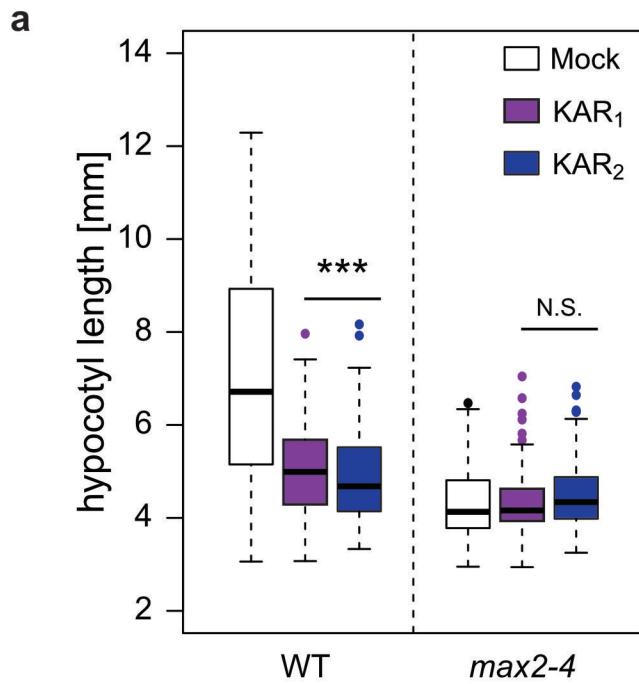 a
hypocotyl length [mm]
14
12
10
8
6
4
2
Mock
KAR₁
KAR₂
***
N.S.
WT
max2-4